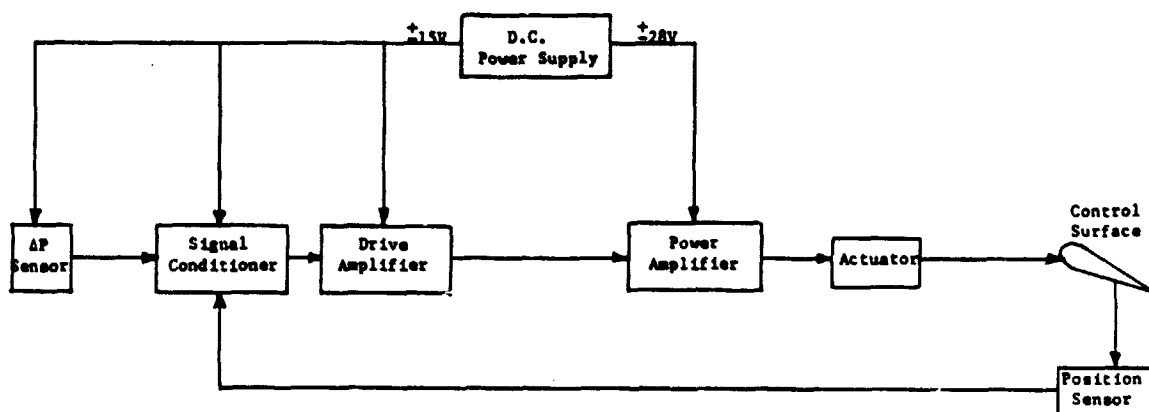 ±15V
D.C.
Power Supply
±28V
ΔP
Sensor
Signal
Conditioner
Drive
Amplifier
Power
Amplifier
Actuator
Control
Surface
Position
Sensor